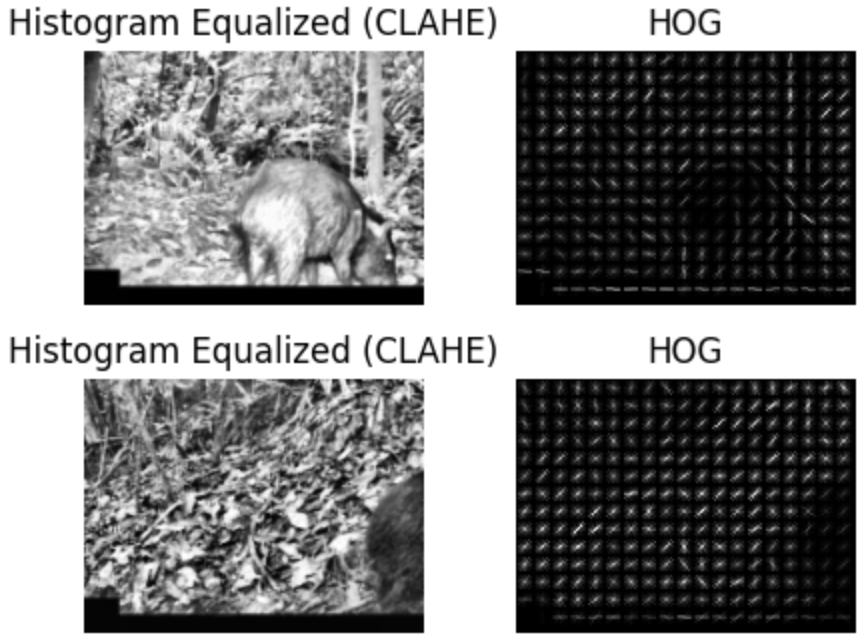 Histogram Equalized (CLAHE)
HOG
Histogram Equalized (CLAHE)
HOG